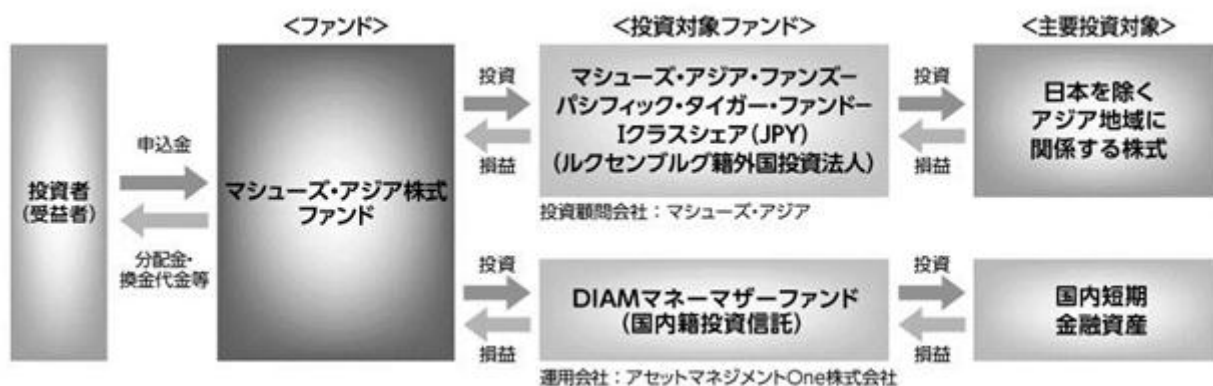 <ファンド>
<投資対象ファンド>
<主要投資対象>
投資者
(受益者)
申込金
分配金・
換金代金等
マシューズ・アジア株式
ファンド
投資
損益
マシューズ・アジア・ファンズー
パシフィック・タイガー・ファンドー
Iクラスシェア(JPY)
(ルクセンブルグ籍外国投資法人)
投資顧問会社:マシューズ・アジア
投資
損益
日本を除く
アジア地域に
関係する株式
投資
損益
DIAMマネーマザーファンド
(国内籍投資信託)
運用会社:アセットマネジメントOne株式会社
投資
損益
国内短期
金融資産